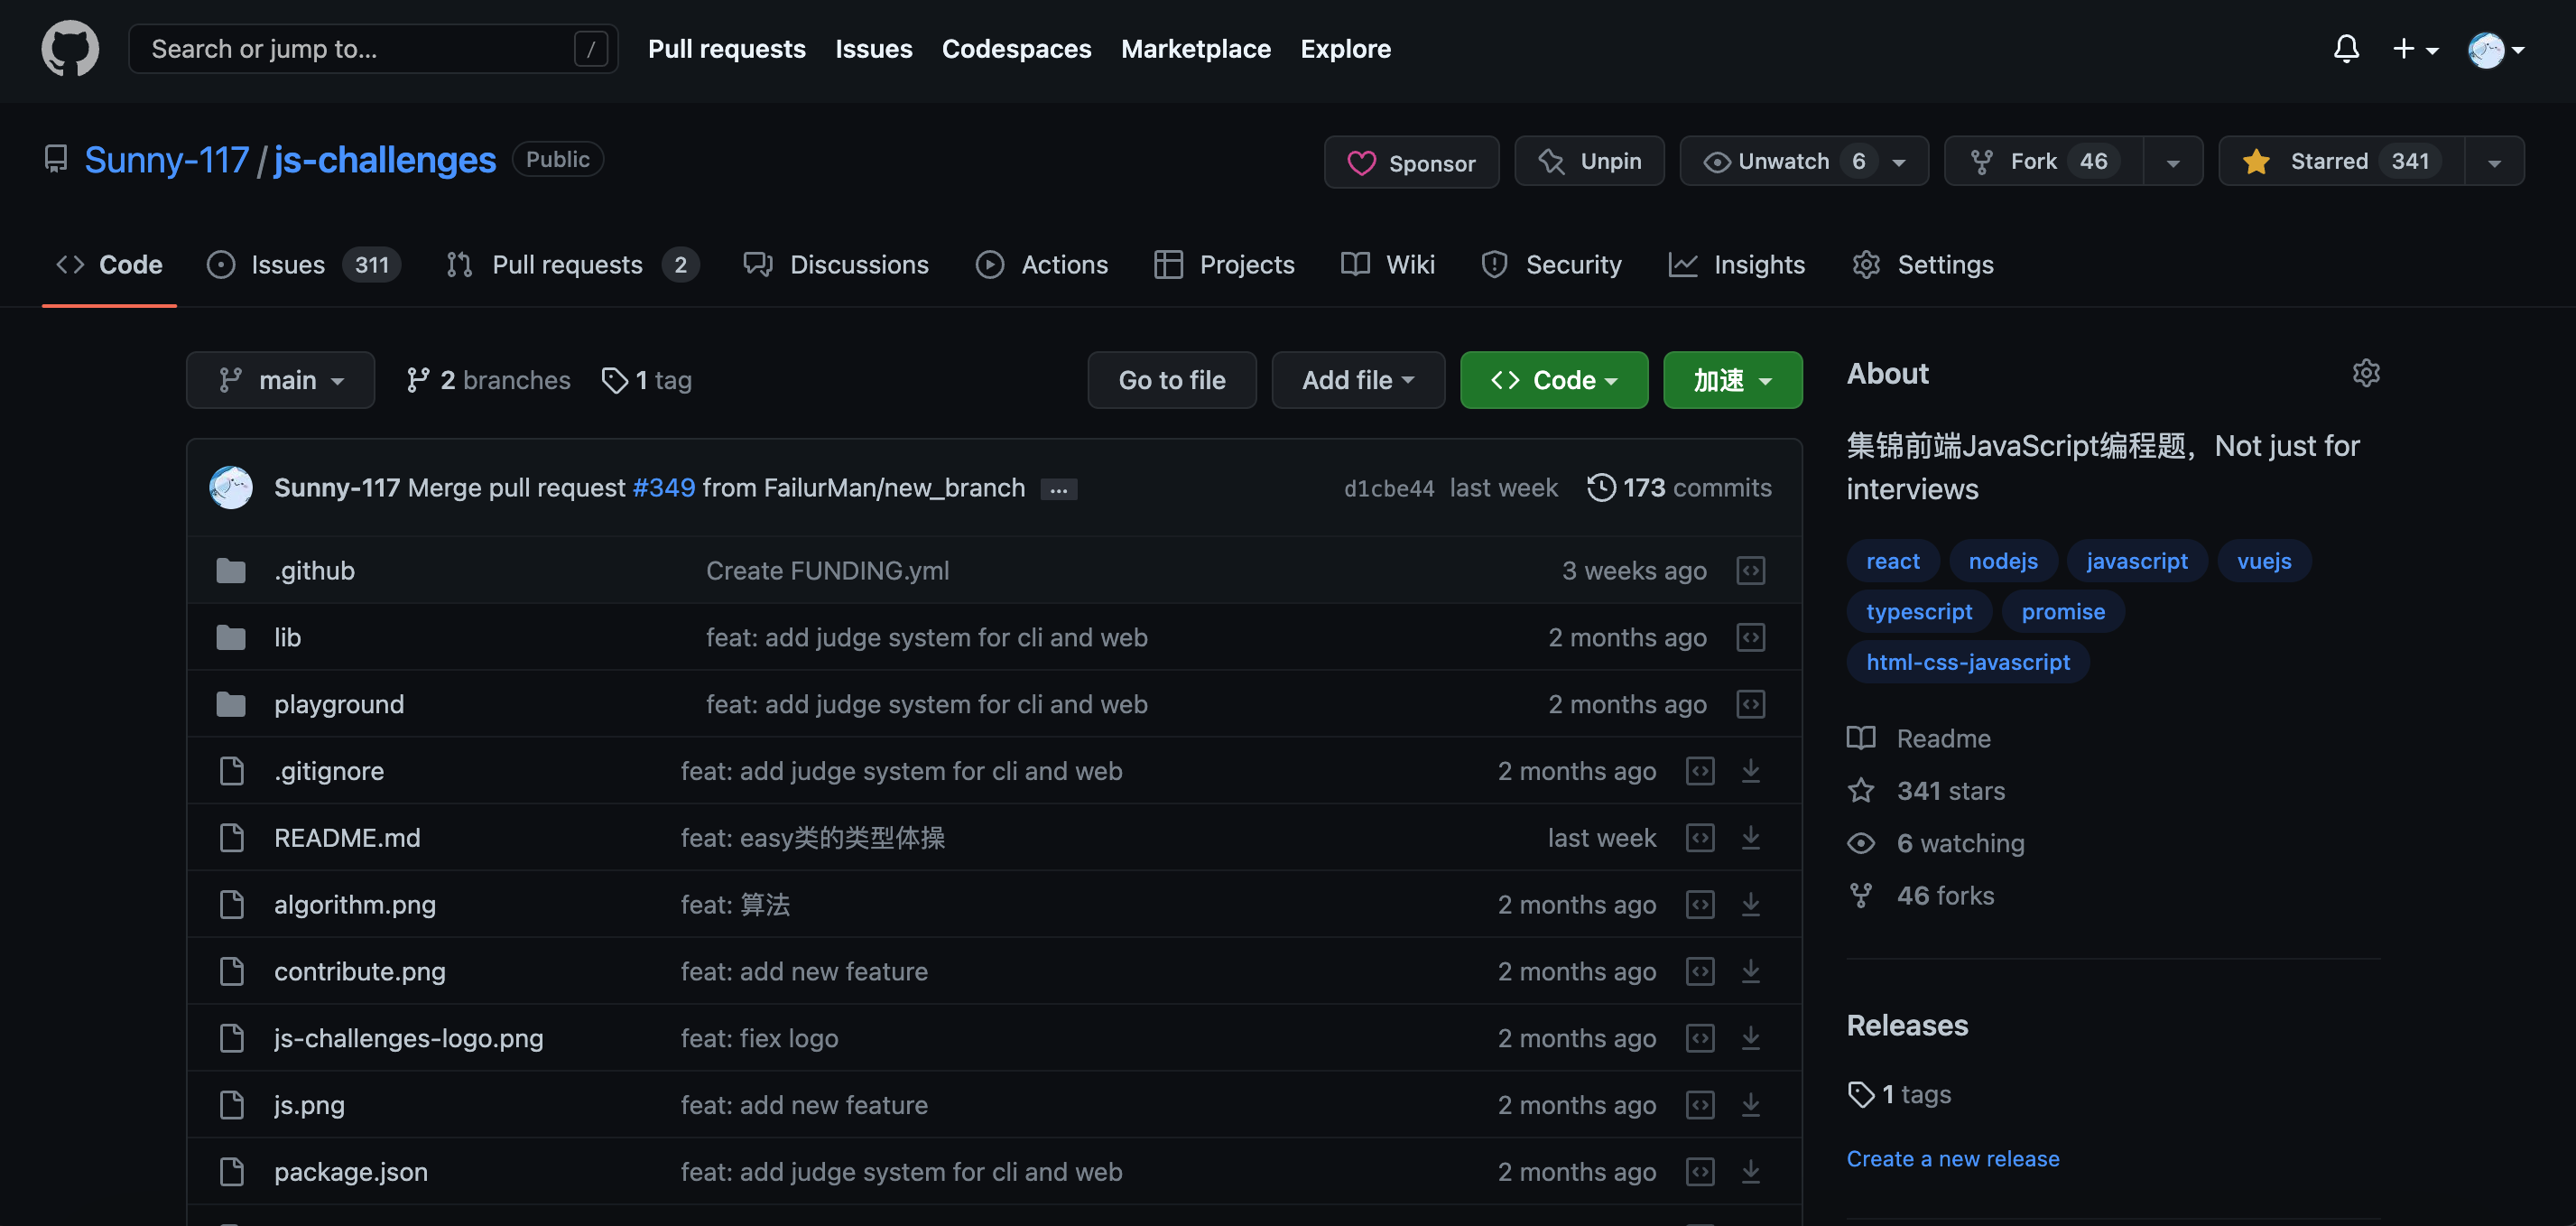 Search or jump to... /
Pull requests Issues Codespaces Marketplace Explore
Sunny-117 / js-challenges Public
Sponsor Unpin Unwatch 6 Fork 46 Starred 341
Code Issues 311 Pull requests 2 Discussions Actions Projects Wiki Security Insights Settings
main 2 branches 1 tag Go to file Add file Code 加速
Sunny-117 Merge pull request #349 from FailurMan/new_branch ... d1cbe44 last week 173 commits
.github Create FUNDING.yml 3 weeks ago
lib feat: add judge system for cli and web 2 months ago
playground feat: add judge system for cli and web 2 months ago
.gitignore feat: add judge system for cli and web 2 months ago
README.md feat: easy类的类型体操 last week
algorithm.png feat: 算法 2 months ago
contribute.png feat: add new feature 2 months ago
js-challenges-logo.png feat: fiex logo 2 months ago
js.png feat: add new feature 2 months ago
package.json feat: add judge system for cli and web 2 months ago
About
集锦前端JavaScript编程题，Not just for
interviews
react nodejs javascript vuejs
typescript promise
html-css-javascript
Readme
341 stars
6 watching
46 forks
Releases
1 tags
Create a new release